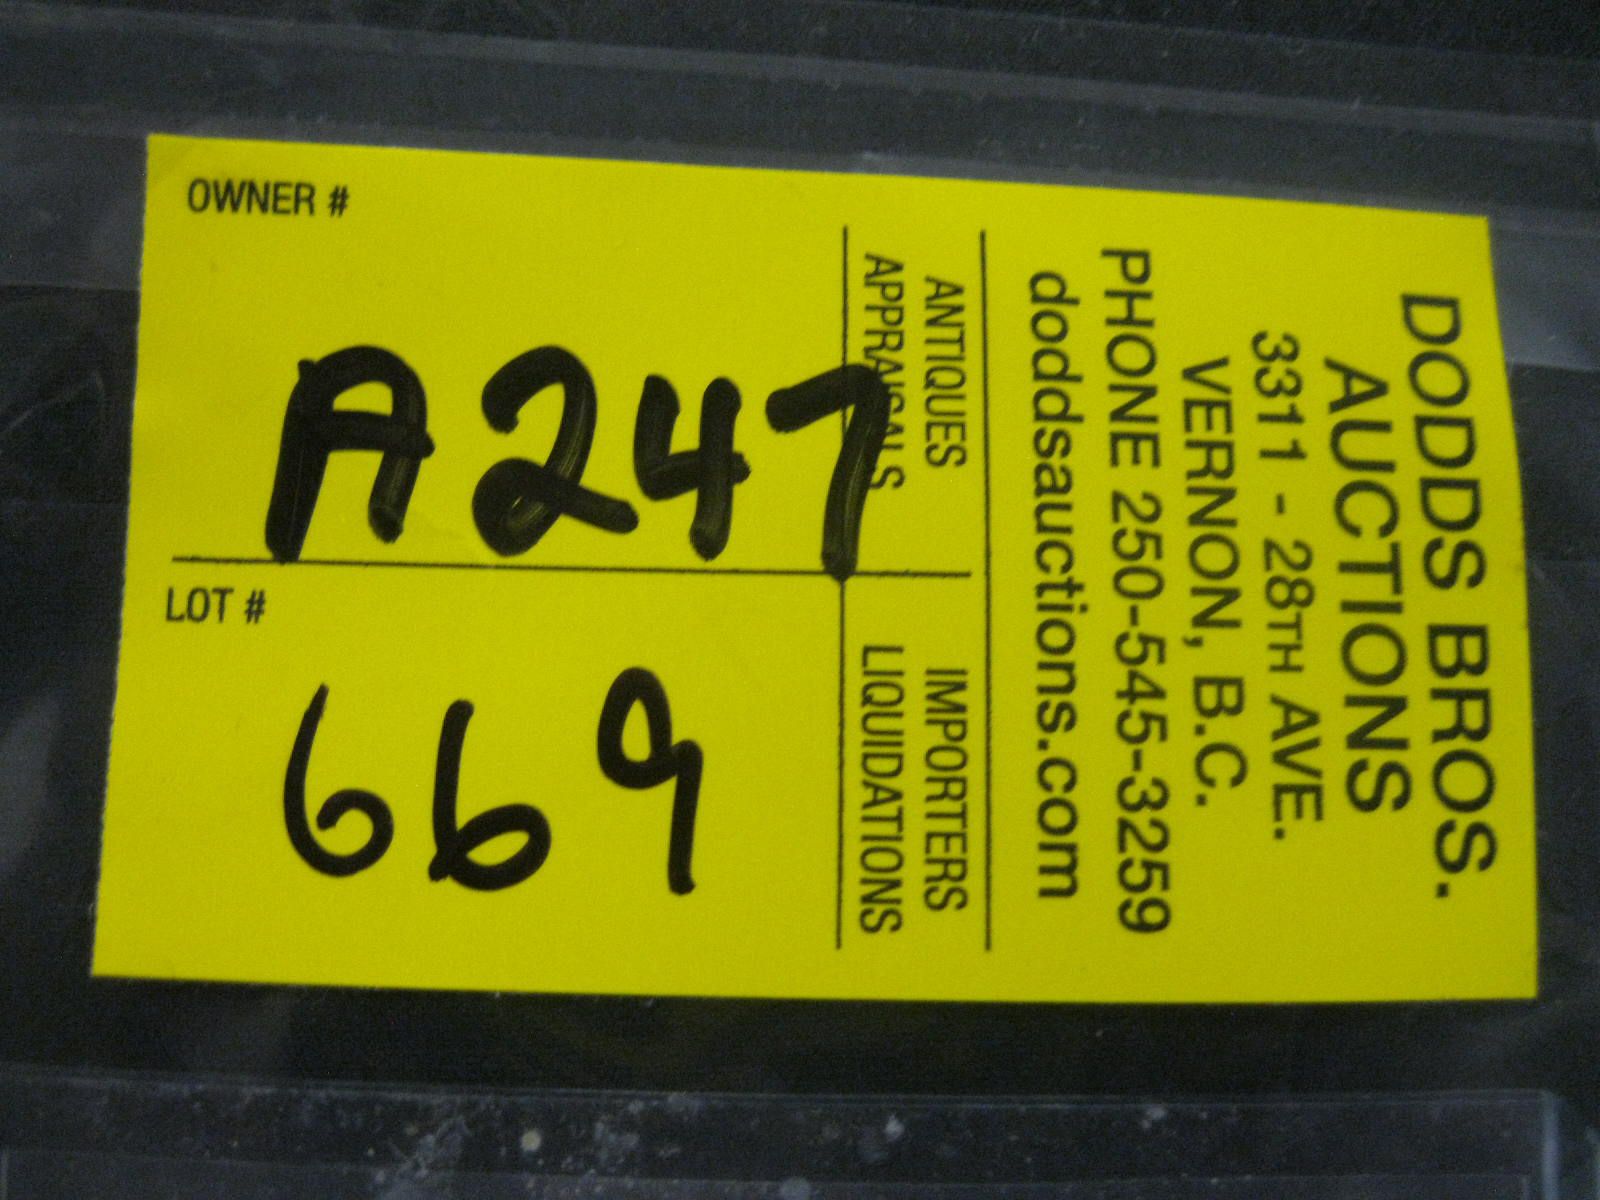 DODDS BROS.
AUCTIONS
3311 - 28TH AVE.
VERNON, B.C.
PHONE 250-545-3259
doddsauctions.com
ANTIQUES IMPORTERS
APPRAISALS LIQUIDATIONS
OWNER #
A247
LOT #
669